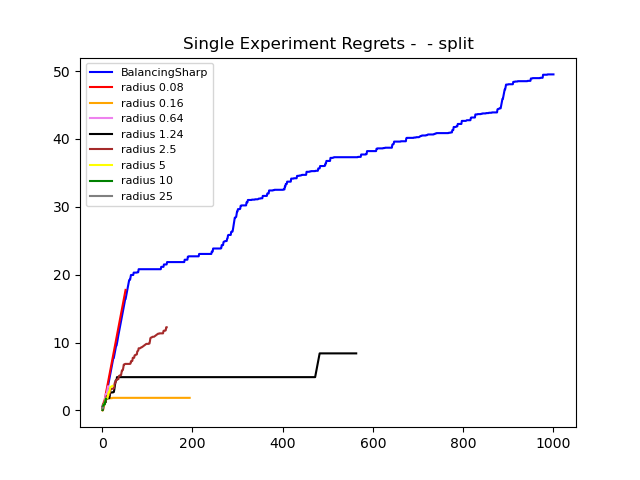 Single Experiment Regrets -  - split
BalancingSharp
radius 0.08
radius 0.16
radius 0.64
radius 1.24
radius 2.5
radius 5
radius 10
radius 25
50
40
30
20
10
0
0 200 400 600 800 1000